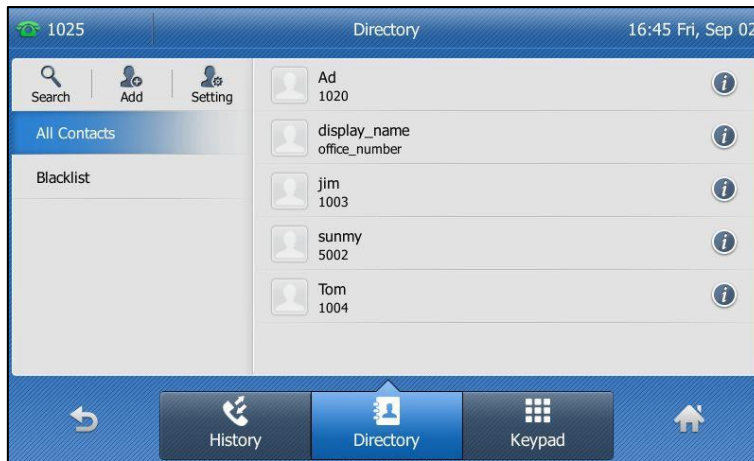 1025
Directory
16:45 Fri, Sep 02
Search
Add
Setting
All Contacts
Blacklist
Ad
1020
display_name
office_number
jim
1003
sunmy
5002
Tom
1004
History
Directory
Keypad